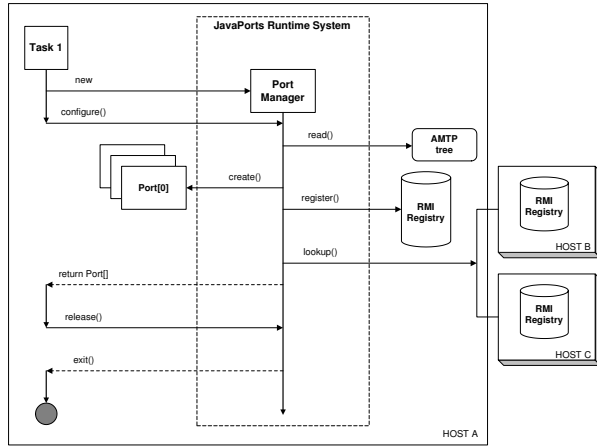 JavaPorts Runtime System
Task 1
new
Port
Manager
configure()
read()
AMTP
tree
create()
Port[0]
register()
RMI
Registry
RMI
Registry
HOST B
lookup()
return Port[]
RMI
Registry
release()
HOST C
exit()
HOST A